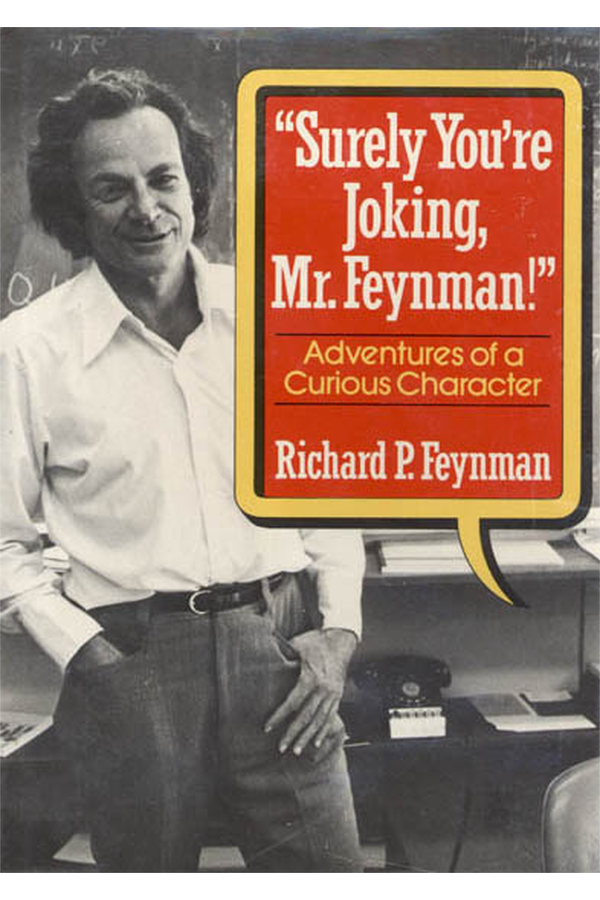 “Surely You’re
Joking,
Mr. Feynman!”
Adventures of a
Curious Character
Richard P. Feynman